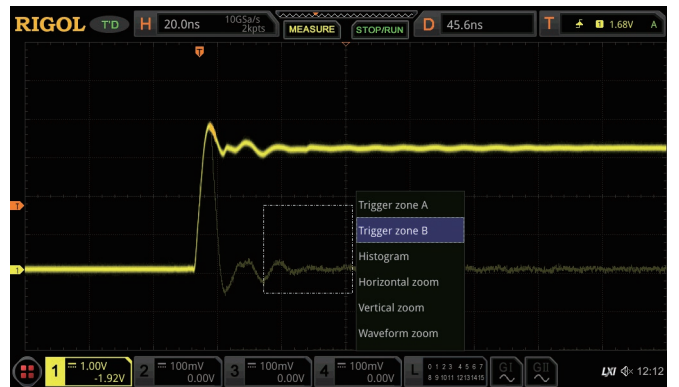 RIGOL T'D H 20.0ns 10GSa/s 2kpts MEASURE STOP/RUN D 45.6ns T 1 1.68V A
T
T
Trigger zone A
Trigger zone B
1
Histogram
Horizontal zoom
Vertical zoom
Waveform zoom
1 1.00V -1.92V 2 100mV 0.00V 3 100mV 0.00V 4 100mV 0.00V L 0 1 2 3 4 5 6 7 8 9 10 11 12 13 14 15 GI GII LXI 12:12